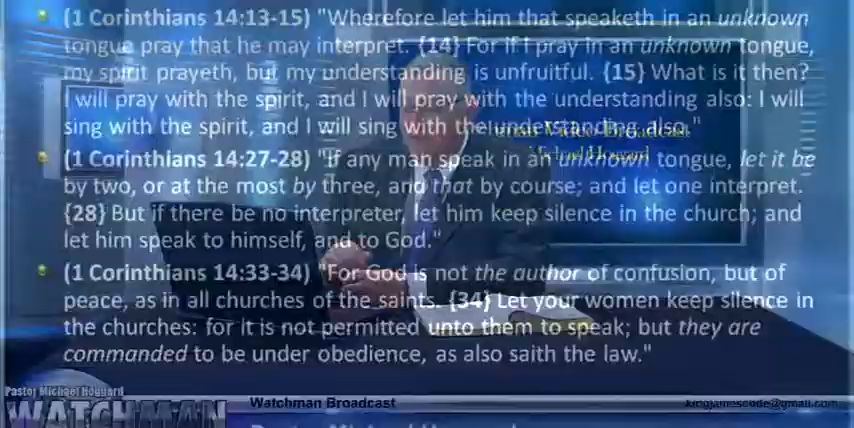 (1 Corinthians 14:13-15) "Wherefore let him that speaketh in an unknown
tongue pray that he may interpret. {14} For if I pray in an unknown tongue,
my spirit prayeth, but my understanding is unfruitful. {15} What is it then?
I will pray with the spirit, and I will pray with the understanding also: I will
sing with the spirit, and I will sing with the understanding also."
Video Broadcast
Michael Hoggard
(1 Corinthians 14:27-28) "If any man speak in an unknown tongue, let it be
by two, or at the most by three, and that by course; and let one interpret.
{28} But if there be no interpreter, let him keep silence in the church; and
let him speak to himself, and to God."
(1 Corinthians 14:33-34) "For God is not the author of confusion, but of
peace, as in all churches of the saints. {34} Let your women keep silence in
the churches: for it is not permitted unto them to speak; but they are
commanded to be under obedience, as also saith the law."
Pastor Michael Hoggard
WATCHMAN
Watchman Broadcast
kingjamescode@gmail.com